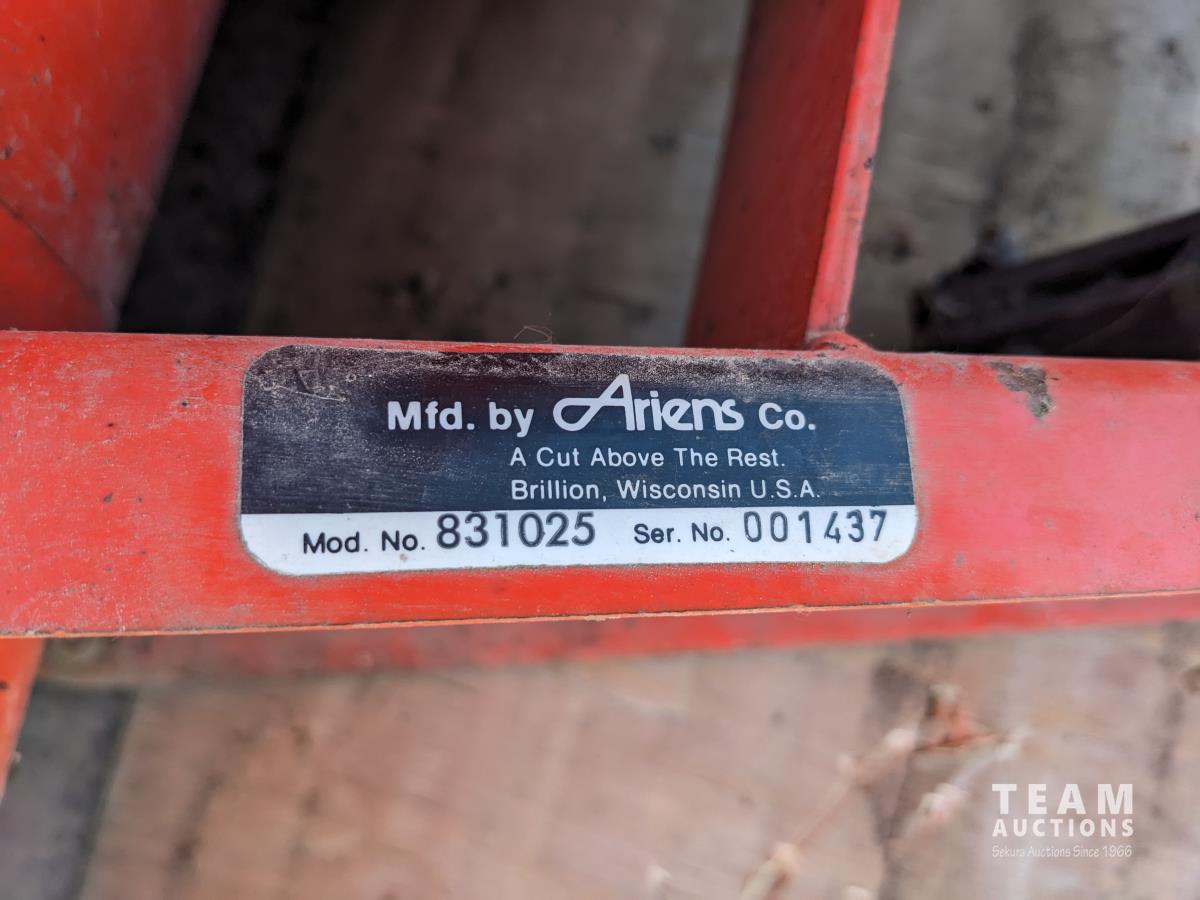 Mfd. by Ariens Co.
A Cut Above The Rest.
Brillion, Wisconsin U.S.A.
Mod. No. 831025 Ser. No. 001437
TEAM
AUCTIONS
Sekura Auctions Since 1966